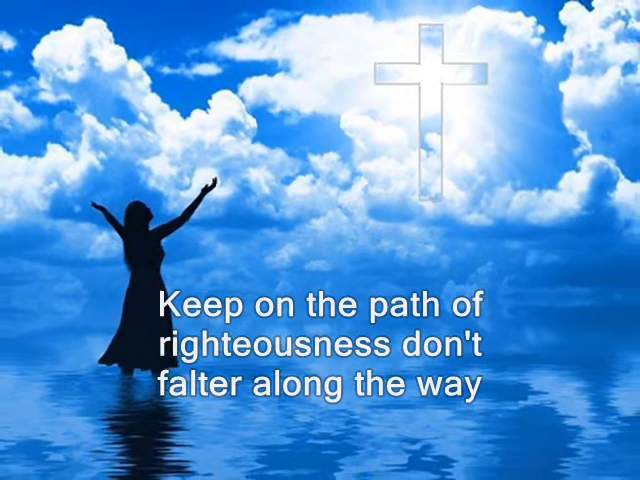 Keep on the path of
righteousness don't
falter along the way